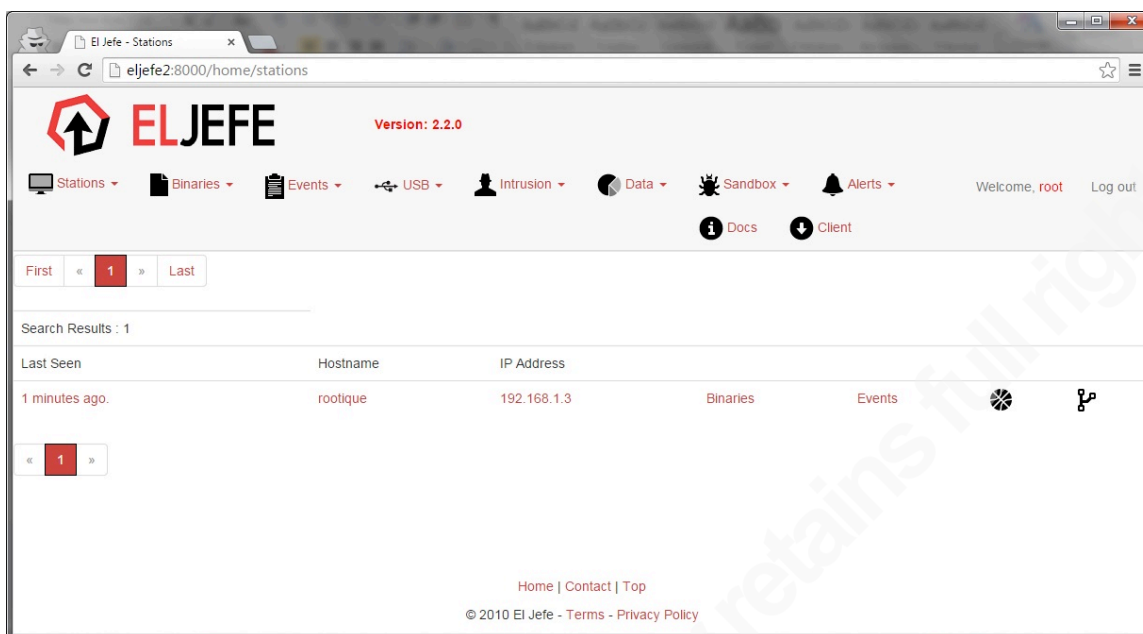 El Jefe - Stations
eljefe2:8000/home/stations
ELJEFE
Version: 2.2.0
Stations Binaries Events USB Intrusion Data Sandbox Alerts Welcome, root Log out
Docs Client
First « 1 » Last
Search Results : 1
Last Seen Hostname IP Address
1 minutes ago. rootique 192.168.1.3 Binaries Events
« 1 »
Home | Contact | Top
© 2010 El Jefe - Terms - Privacy Policy
retains full righ